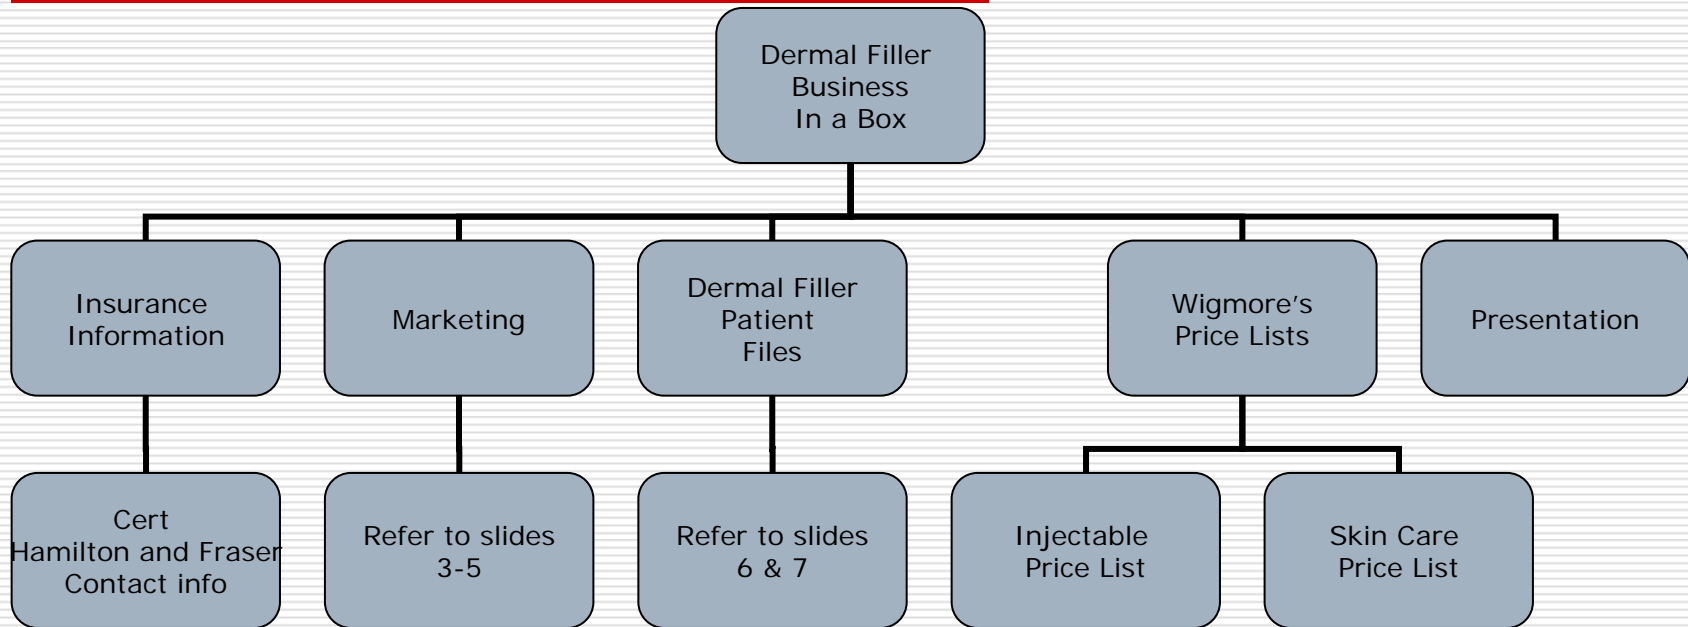 Dermal Filler
Business
In a Box
Insurance
Information
Marketing
Dermal Filler
Patient
Files
Wigmore's
Price Lists
Presentation
Cert
Hamilton and Fraser
Contact info
Refer to slides
3-5
Refer to slides
6 & 7
Injectable
Price List
Skin Care
Price List